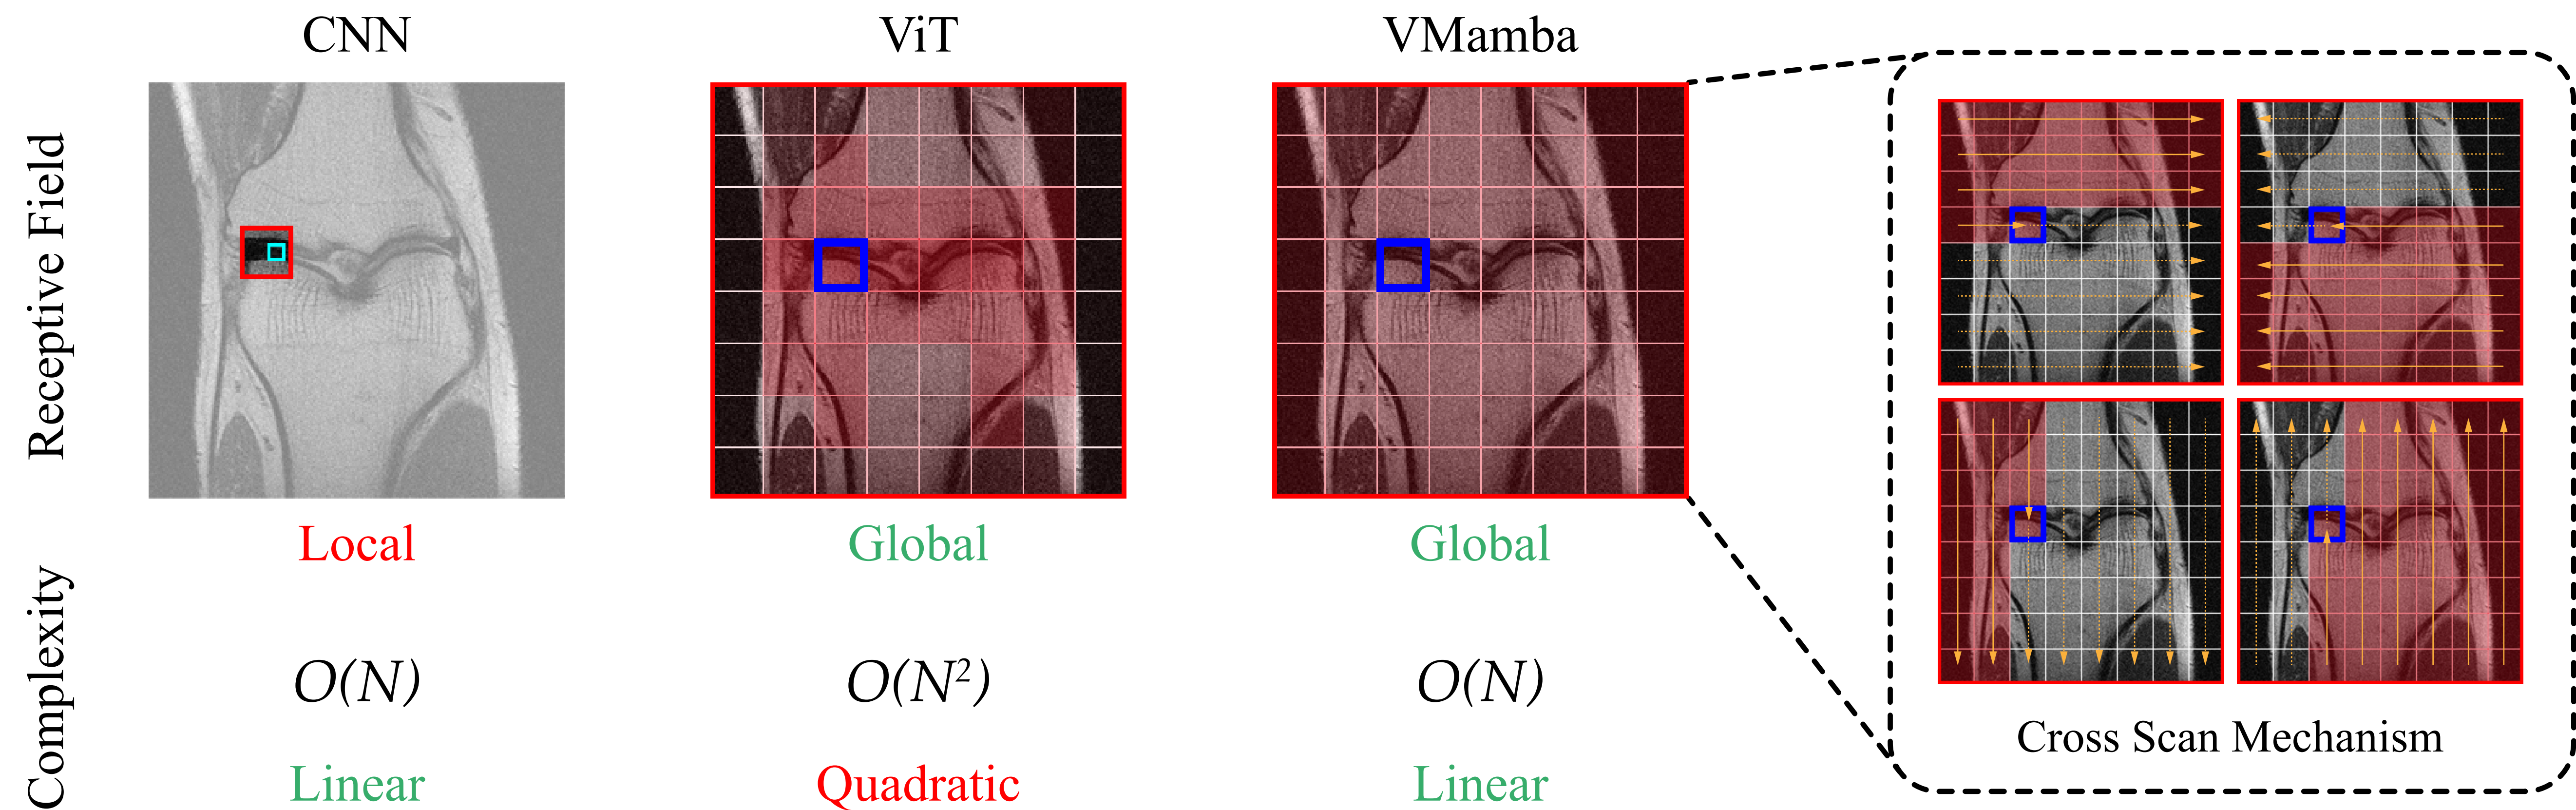 CNN
ViT
VMamba
Receptive Field
Local
Global
Global
Complexity
O(N)
O(N²)
O(N)
Linear
Quadratic
Linear
Cross Scan Mechanism